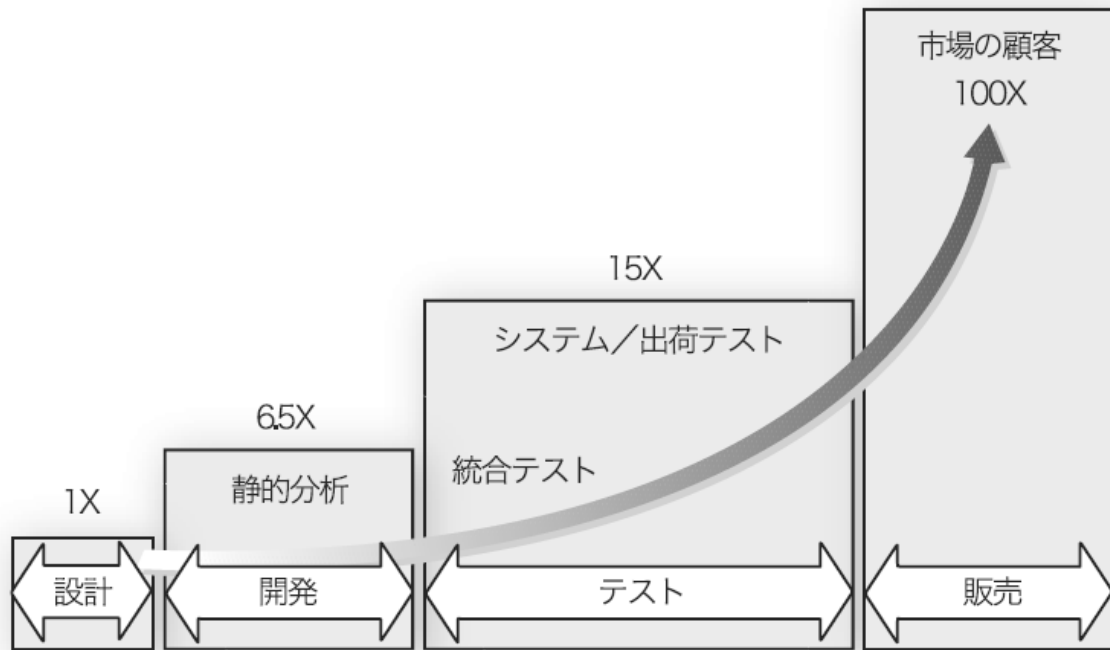 1X
設計
6.5X
静的分析
開発
15X
システム／出荷テスト
統合テスト
テスト
市場の顧客
100X
販売